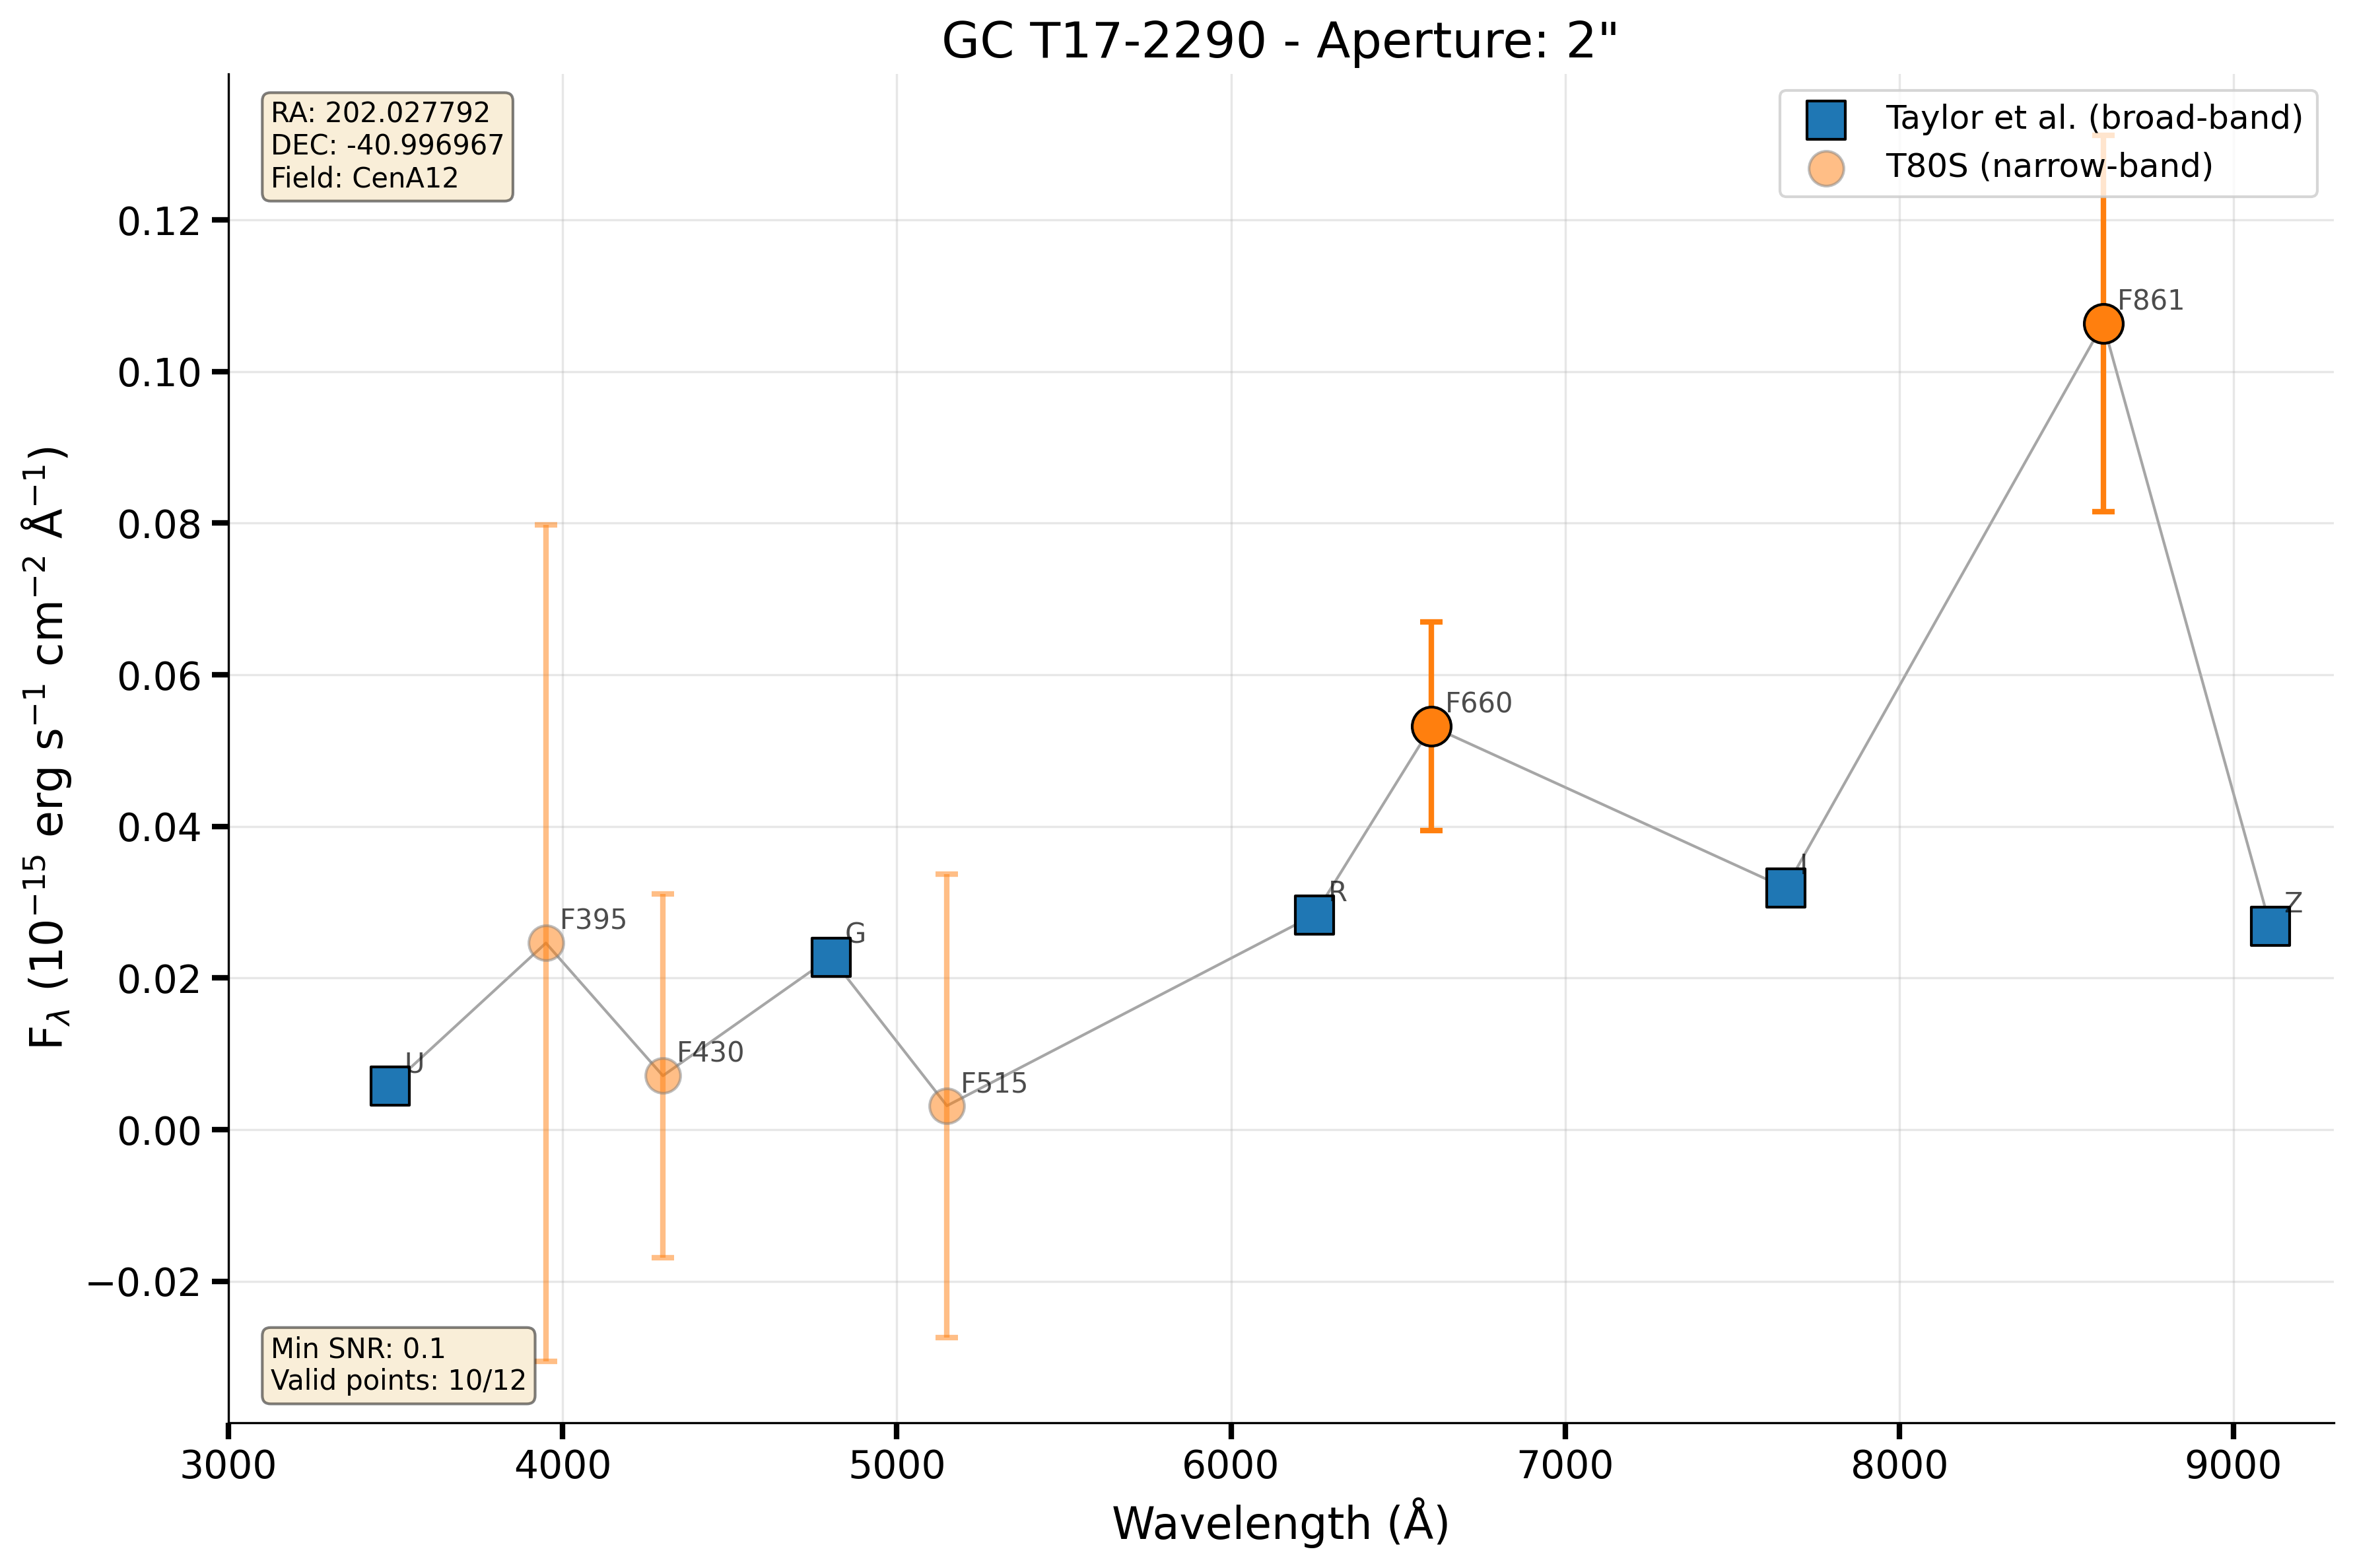 GC T17-2290 - Aperture: 2"
RA: 202.027792
DEC: -40.996967
Field: CenA12
Taylor et al. (broad-band)
T80S (narrow-band)
F_λ (10⁻¹⁵ erg s⁻¹ cm⁻² Å⁻¹)
0.12
0.10
0.08
0.06
0.04
0.02
0.00
−0.02
F861
F660
F395
G
R
I
Z
U
F430
F515
Min SNR: 0.1
Valid points: 10/12
3000 4000 5000 6000 7000 8000 9000
Wavelength (Å)